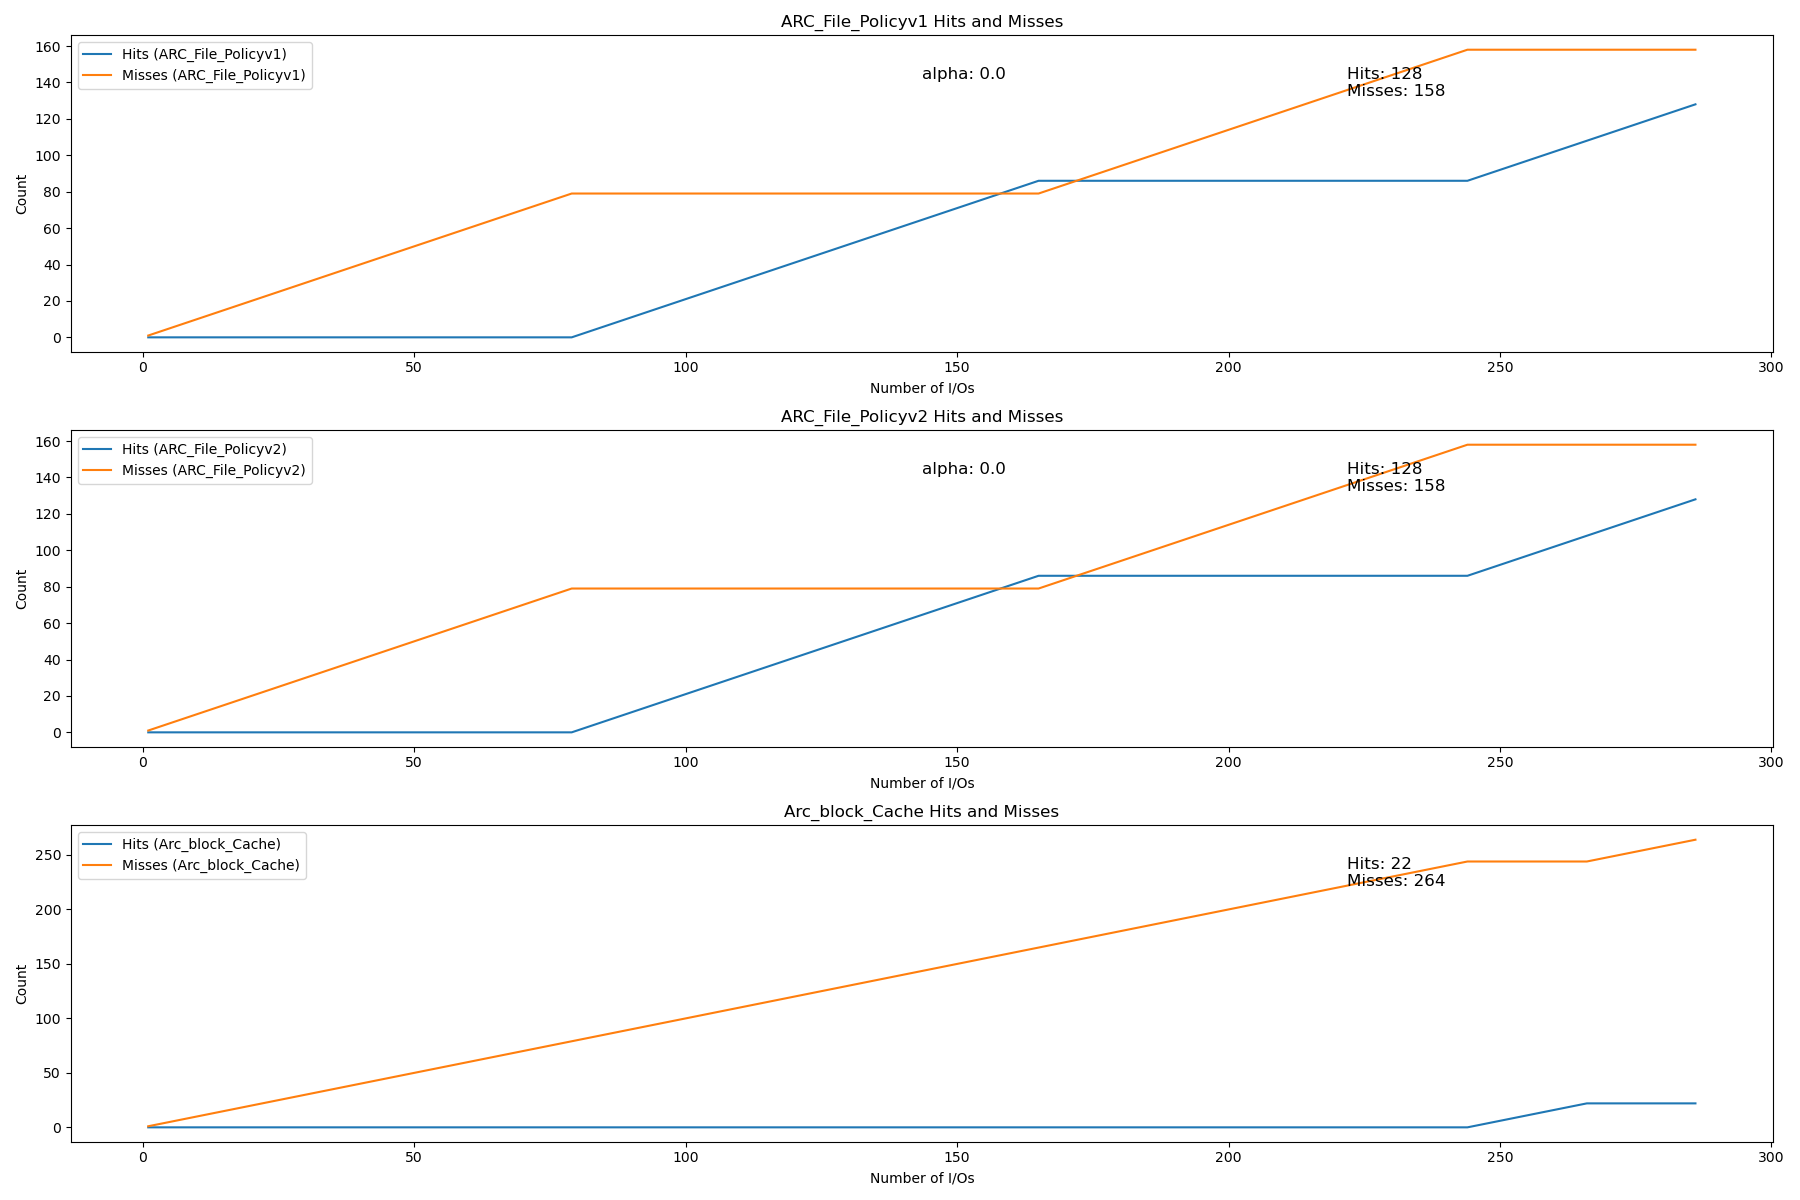 ARC_File_Policyv1 Hits and Misses
Hits (ARC_File_Policyv1)
Misses (ARC_File_Policyv1)
alpha: 0.0
Hits: 128
Misses: 158
Count
160
140
120
100
80
60
40
20
0
0 50 100 150 200 250 300
Number of I/Os
ARC_File_Policyv2 Hits and Misses
Hits (ARC_File_Policyv2)
Misses (ARC_File_Policyv2)
alpha: 0.0
Hits: 128
Misses: 158
Count
160
140
120
100
80
60
40
20
0
0 50 100 150 200 250 300
Number of I/Os
Arc_block_Cache Hits and Misses
Hits (Arc_block_Cache)
Misses (Arc_block_Cache)
Hits: 22
Misses: 264
Count
250
200
150
100
50
0
0 50 100 150 200 250 300
Number of I/Os